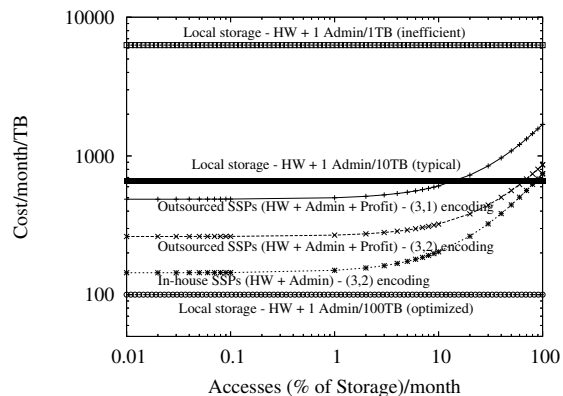 10000
Local storage - HW + 1 Admin/1TB (inefficient)
1000
Local storage - HW + 1 Admin/10TB (typical)
Outsourced SSPs (HW + Admin + Profit) - (3,1) encoding
Outsourced SSPs (HW + Admin + Profit) - (3,2) encoding
In-house SSPs (HW + Admin) - (3,2) encoding
100
Local storage - HW + 1 Admin/100TB (optimized)
Cost/month/TB
0.01 0.1 1 10 100
Accesses (% of Storage)/month